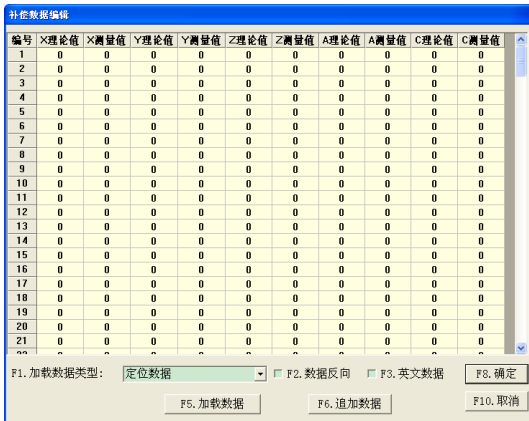 补偿数据编辑
编号 X理论值 X测量值 Y理论值 Y测量值 Z理论值 Z测量值 A理论值 A测量值 C理论值 C测量值
1 0 0 0 0 0 0 0 0 0 0
2 0 0 0 0 0 0 0 0 0 0
3 0 0 0 0 0 0 0 0 0 0
4 0 0 0 0 0 0 0 0 0 0
5 0 0 0 0 0 0 0 0 0 0
6 0 0 0 0 0 0 0 0 0 0
7 0 0 0 0 0 0 0 0 0 0
8 0 0 0 0 0 0 0 0 0 0
9 0 0 0 0 0 0 0 0 0 0
10 0 0 0 0 0 0 0 0 0 0
11 0 0 0 0 0 0 0 0 0 0
12 0 0 0 0 0 0 0 0 0 0
13 0 0 0 0 0 0 0 0 0 0
14 0 0 0 0 0 0 0 0 0 0
15 0 0 0 0 0 0 0 0 0 0
16 0 0 0 0 0 0 0 0 0 0
17 0 0 0 0 0 0 0 0 0 0
18 0 0 0 0 0 0 0 0 0 0
19 0 0 0 0 0 0 0 0 0 0
20 0 0 0 0 0 0 0 0 0 0
21 0 0 0 0 0 0 0 0 0 0
F1.加载数据类型: 定位数据 F2.数据反向 F3.英文数据 F8.确定
F5.加载数据 F6.追加数据 F10.取消